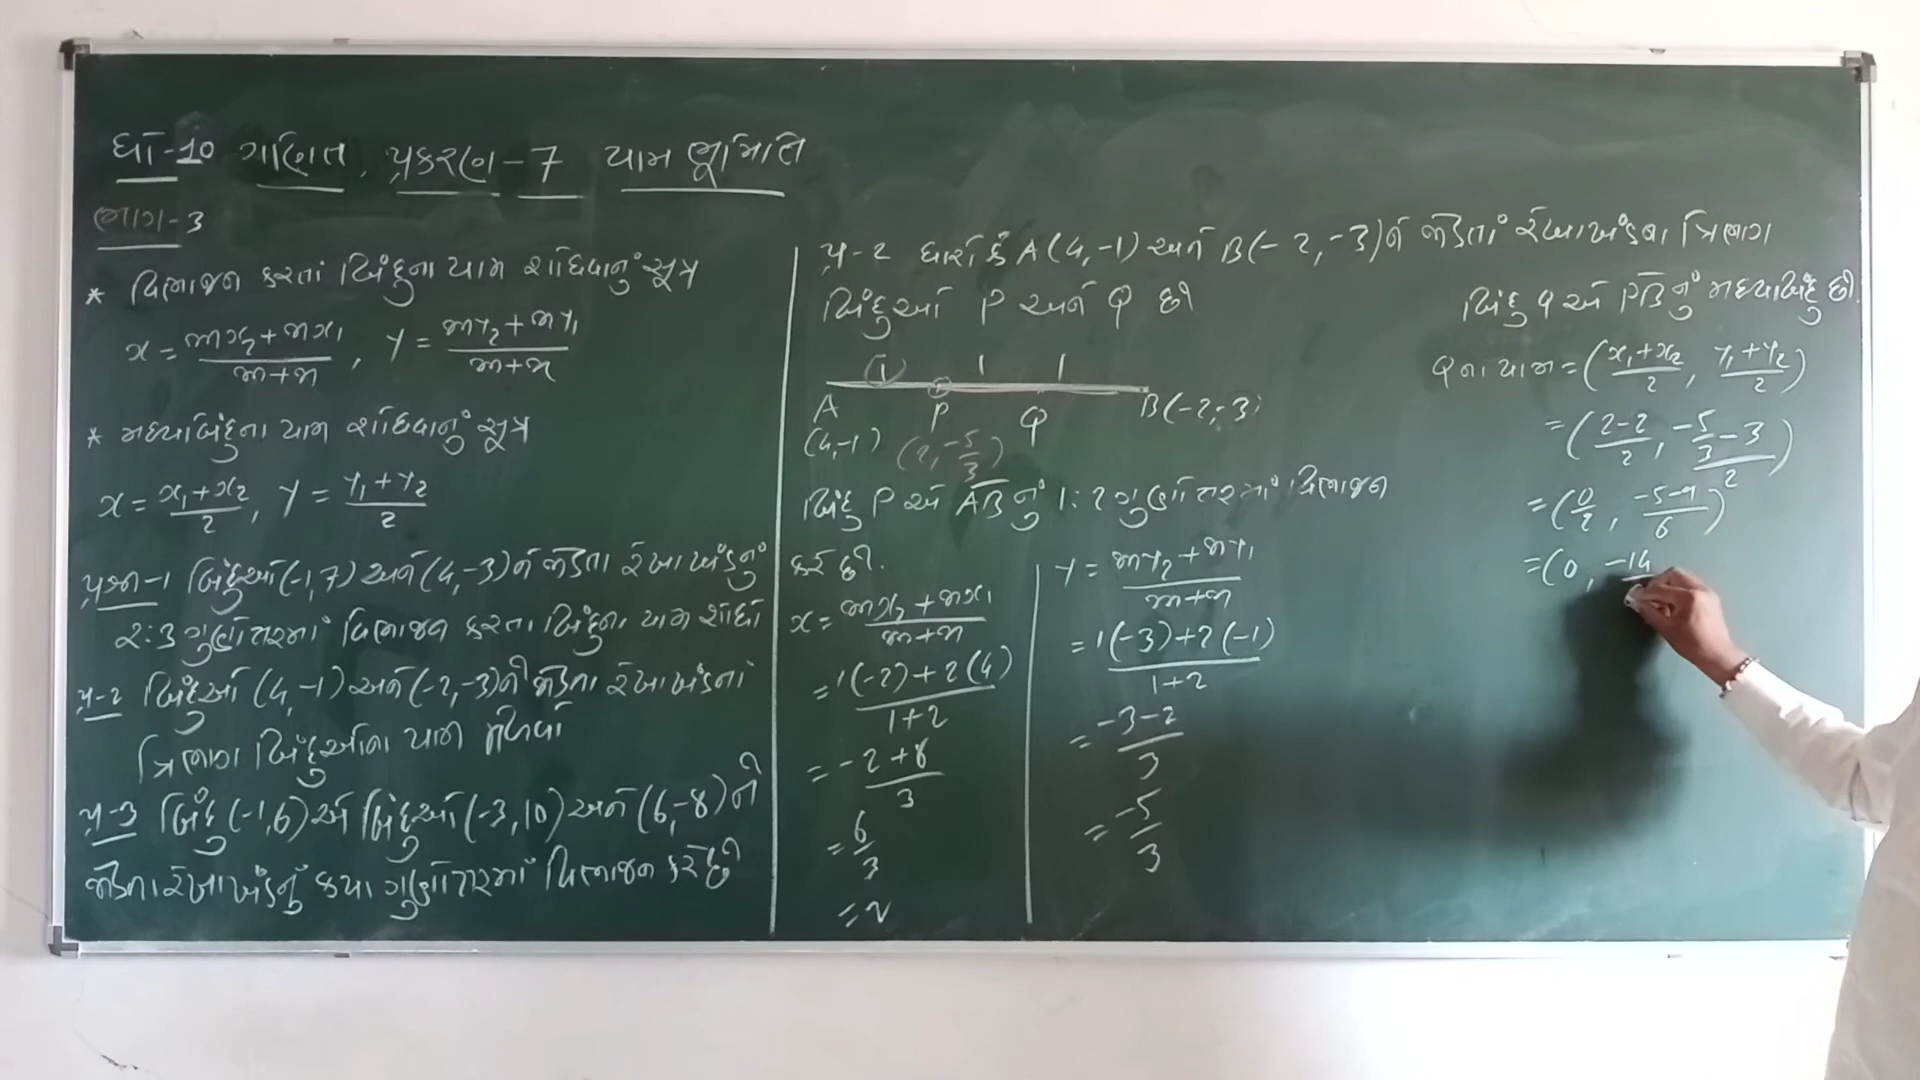 ધો-10 ગણિત, પ્રકરણ-7 યામ ભૂમિતિ
ભાગ-3
* વિભાજન કરતાં બિંદુના યામ શોધવાનું સૂત્ર
x = (mx₂ + nx₁)/(m+n), y = (my₂ + ny₁)/(m+n)
* મધ્યબિંદુના યામ શોધવાનું સૂત્ર
x = (x₁+x₂)/2, y = (y₁+y₂)/2
પ્રશ્ન-1 બિંદુઓ (-1,7) અને (4,-3)ને જોડતા રેખાખંડનું
2:3 ગુણોત્તરમાં વિભાજન કરતા બિંદુના યામ શોધો
પ્ર-2 બિંદુઓ (4,-1) અને (-2,-3)ને જોડતા રેખાખંડનાં
ત્રિભાગ બિંદુઓના યામ મેળવો
પ્ર-3 બિંદુ (-1,6) એ બિંદુઓ (-3,10) અને (6,-8)ને
જોડતા રેખાખંડનું કયા ગુણોત્તરમાં વિભાજન કરે છે
પ્ર-2 ધારો કે A(4,-1) અને B(-2,-3)ને જોડતાં રેખાખંડના ત્રિભાગ
બિંદુઓ P અને Q છે
1 1 1
A P Q B(-2,-3)
(4,-1) (2, -5/3)
બિંદુ P એ AB નું 1:2 ગુણોત્તરમાં વિભાજન
કરે છે.
x = (mx₂ + nx₁)/(m+n)
= (1(-2)+2(4))/(1+2)
= (-2+8)/3
= 6/3
= 2
y = (my₂ + ny₁)/(m+n)
= (1(-3)+2(-1))/(1+2)
= (-3-2)/3
= -5/3
બિંદુ Q એ PB નું મધ્યબિંદુ છે.
Q ના યામ = ((x₁+x₂)/2, (y₁+y₂)/2)
= ((2-2)/2, (-5/3-3)/2)
= (0/2, (-5-9)/6)
= (0, -14